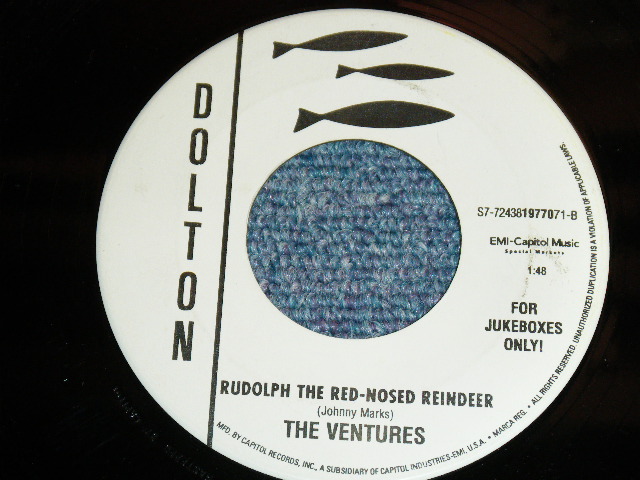 DOLTON
S7-724381977071-B
EMI-Capitol Music
Special Markets
1:48
FOR
JUKEBOXES
ONLY!
RUDOLPH THE RED-NOSED REINDEER
(Johnny Marks)
THE VENTURES
MFD. BY CAPITOL RECORDS, INC., A SUBSIDIARY OF CAPITOL INDUSTRIES-EMI, U.S.A. • MARCA REG. • ALL RIGHTS RESERVED. UNAUTHORIZED DUPLICATION IS A VIOLATION OF APPLICABLE LAWS.